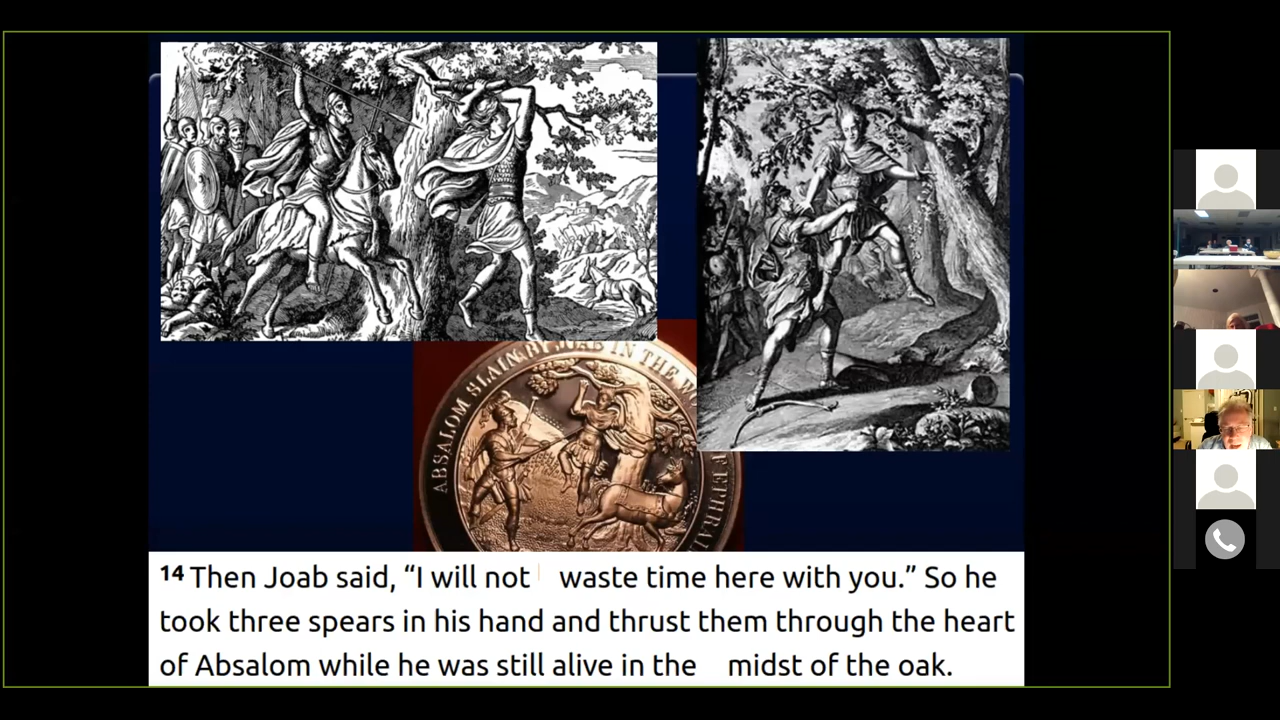 ABSALOM SLAIN BY JOAB IN THE W
F EPHRAI
14 Then Joab said, “I will not waste time here with you.” So he
took three spears in his hand and thrust them through the heart
of Absalom while he was still alive in the midst of the oak.